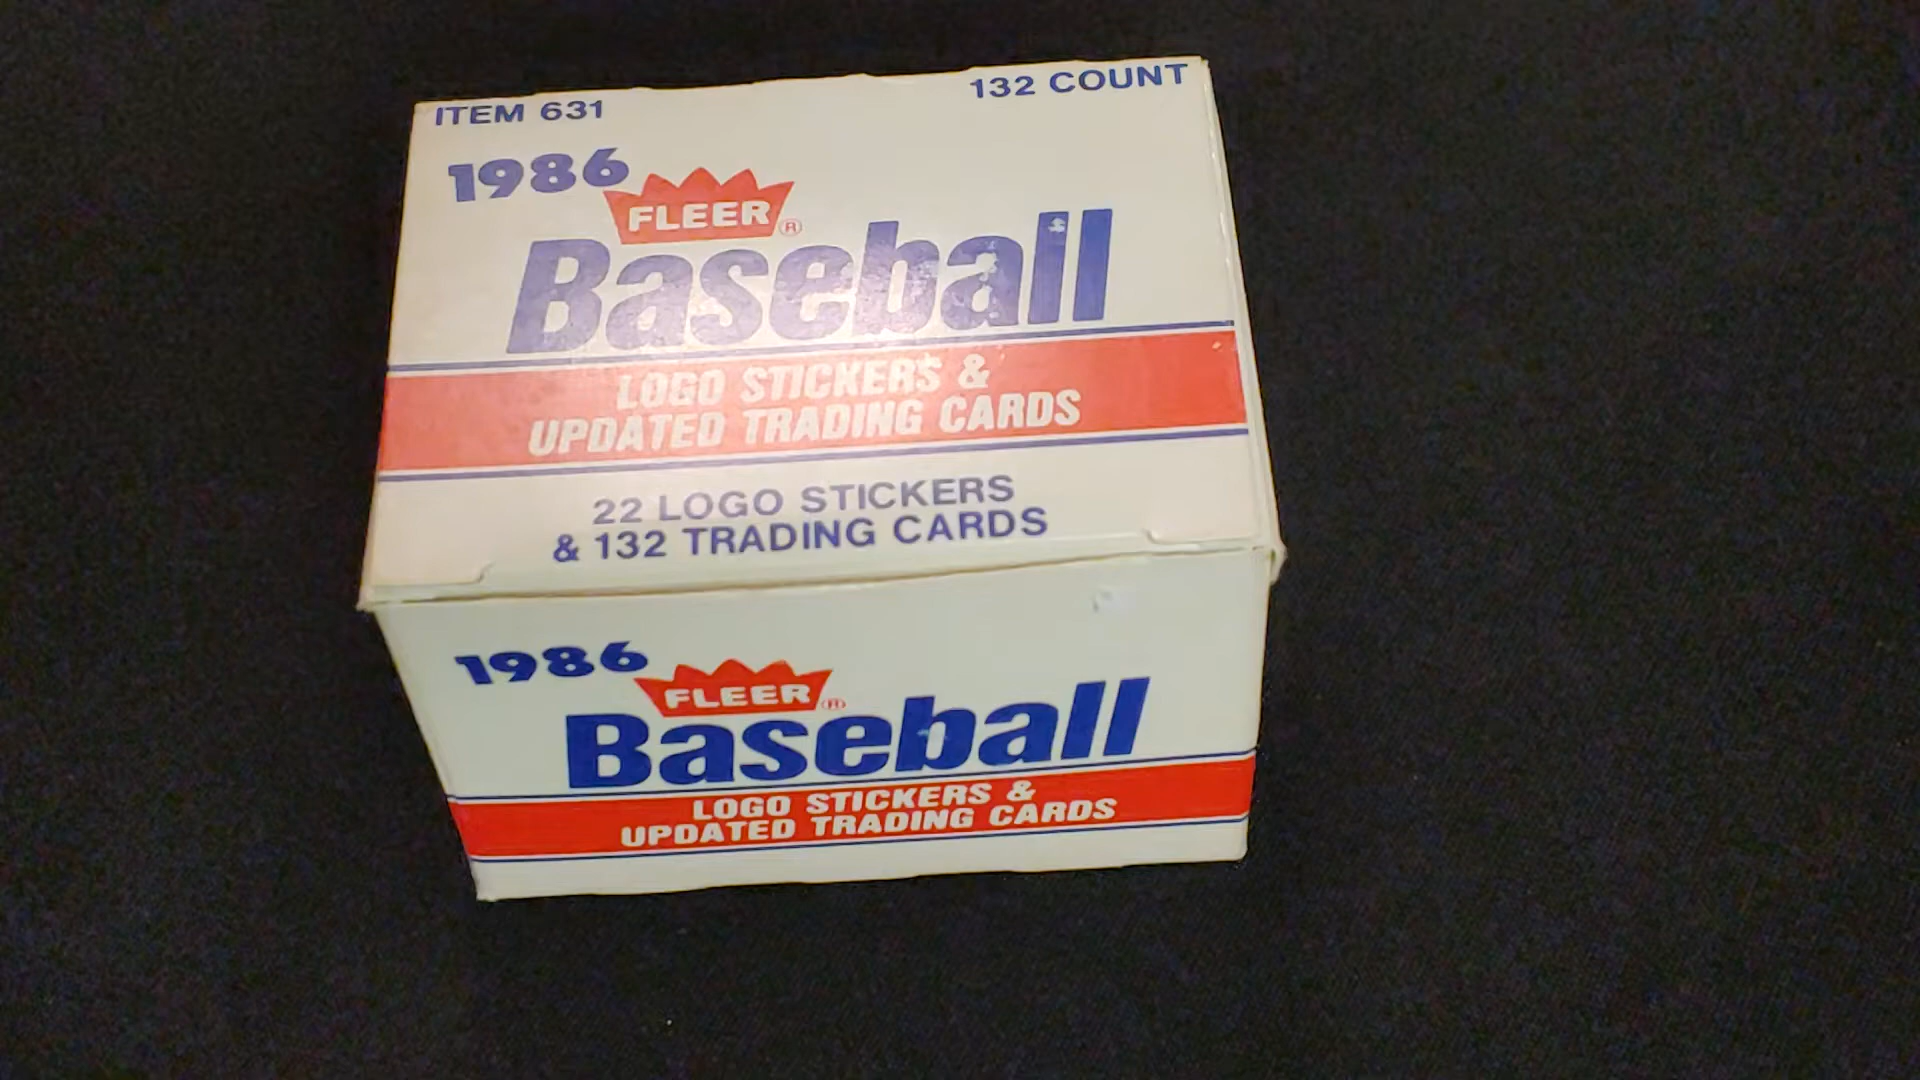 ITEM 631
132 COUNT
1986
FLEER®
Baseball
LOGO STICKERS &
UPDATED TRADING CARDS
22 LOGO STICKERS
& 132 TRADING CARDS
1986
FLEER®
Baseball
LOGO STICKERS &
UPDATED TRADING CARDS